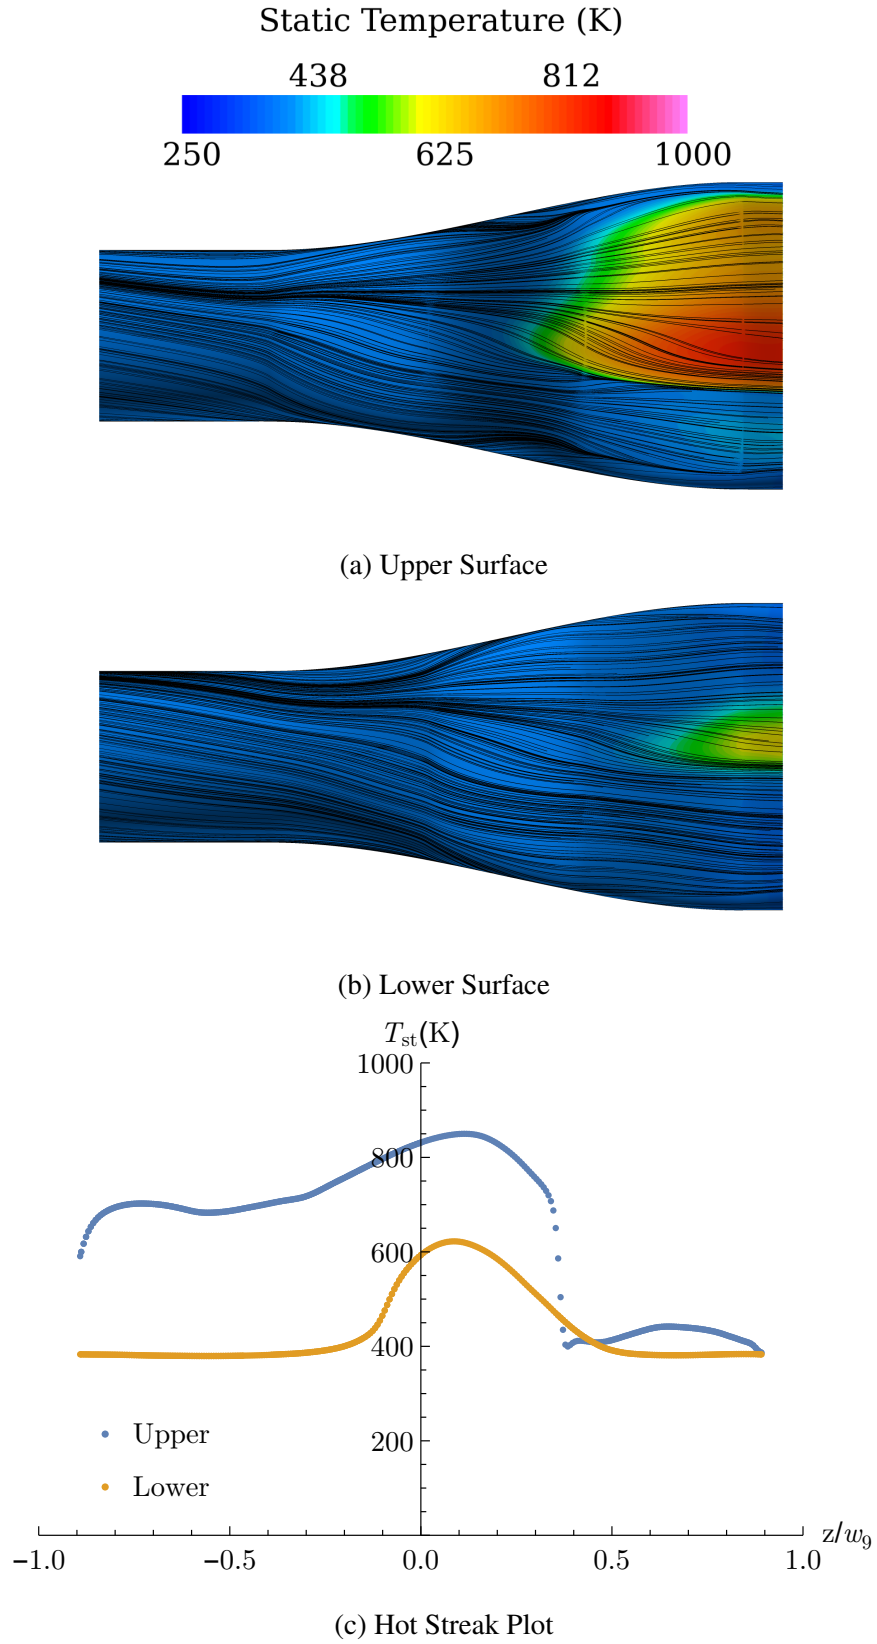 Static Temperature (K)
438 812
250 625 1000
(a) Upper Surface
(b) Lower Surface
T_st(K)
1000
800
600
400
200
Upper
Lower
−1.0 −0.5 0.0 0.5 1.0 z/w_9
(c) Hot Streak Plot